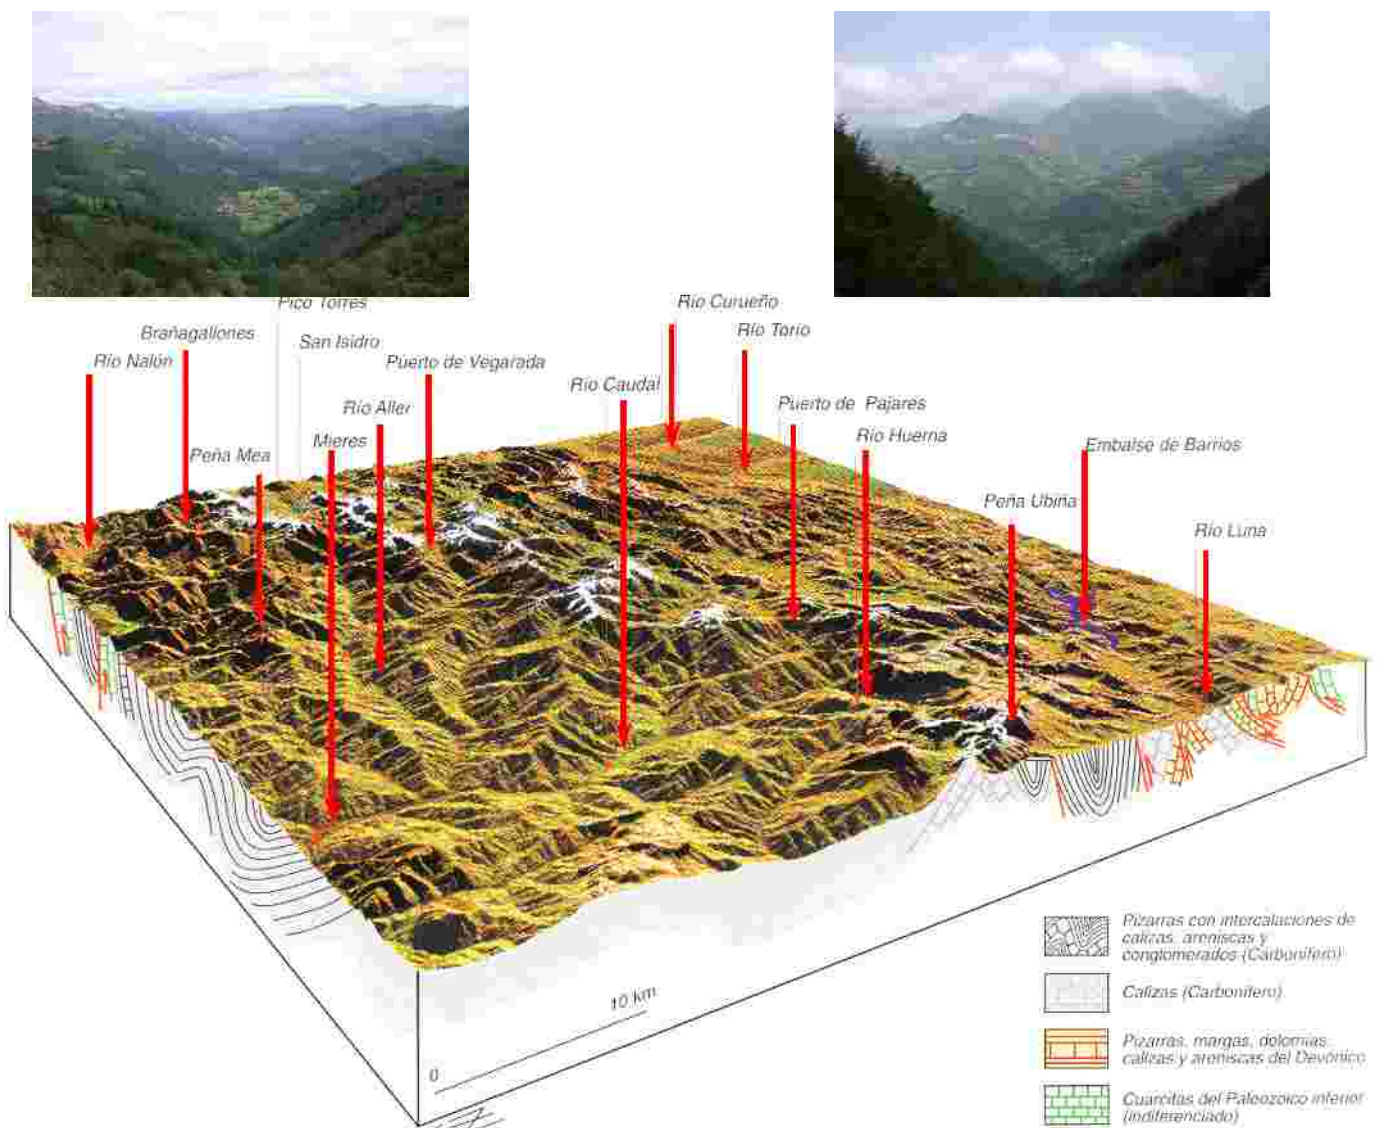 Pico Torres
Río Curueño
Brañagallones
San Isidro
Río Torío
Río Nalón
Puerto de Vegarada
Río Caudal
Río Aller
Puerto de Pajares
Mieres
Río Huerna
Peña Mea
Embalse de Barrios
Peña Ubiña
Río Luna
Pizarras con intercalaciones de
calizas, areniscas y
conglomerados (Carbonífero)
Calizas (Carbonífero)
Pizarras, margas, dolomias,
calizas y areniscas del Devónico
Cuarcitas del Paleozoico inferior
(indiferenciado)
0
10 km